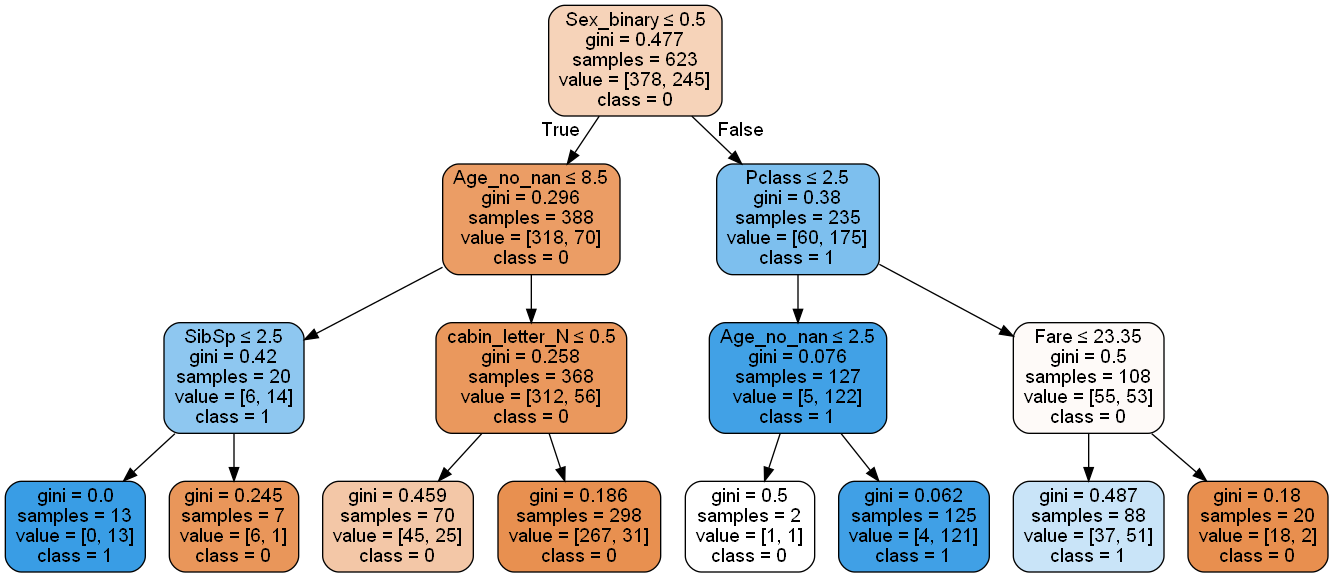 Sex_binary ≤ 0.5
gini = 0.477
samples = 623
value = [378, 245]
class = 0
True
False
Age_no_nan ≤ 8.5
gini = 0.296
samples = 388
value = [318, 70]
class = 0
Pclass ≤ 2.5
gini = 0.38
samples = 235
value = [60, 175]
class = 1
SibSp ≤ 2.5
gini = 0.42
samples = 20
value = [6, 14]
class = 1
cabin_letter_N ≤ 0.5
gini = 0.258
samples = 368
value = [312, 56]
class = 0
Age_no_nan ≤ 2.5
gini = 0.076
samples = 127
value = [5, 122]
class = 1
Fare ≤ 23.35
gini = 0.5
samples = 108
value = [55, 53]
class = 0
gini = 0.0
samples = 13
value = [0, 13]
class = 1
gini = 0.245
samples = 7
value = [6, 1]
class = 0
gini = 0.459
samples = 70
value = [45, 25]
class = 0
gini = 0.186
samples = 298
value = [267, 31]
class = 0
gini = 0.5
samples = 2
value = [1, 1]
class = 0
gini = 0.062
samples = 125
value = [4, 121]
class = 1
gini = 0.487
samples = 88
value = [37, 51]
class = 1
gini = 0.18
samples = 20
value = [18, 2]
class = 0